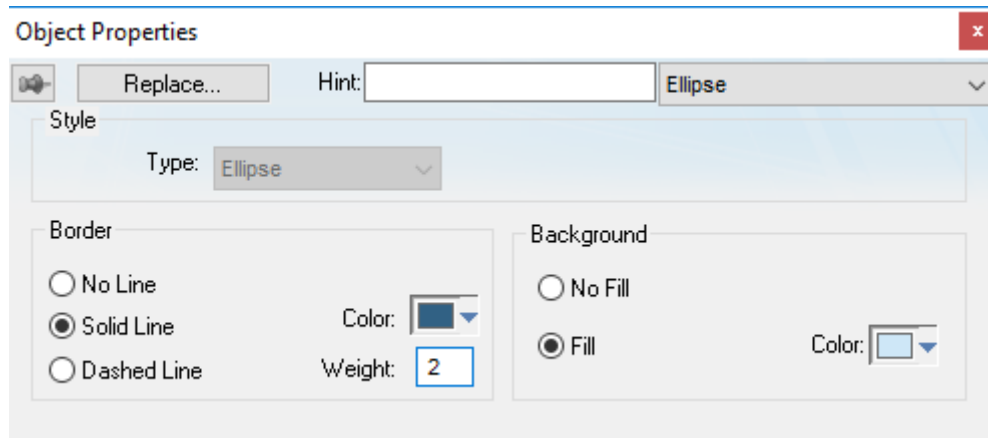 Object Properties
x
Replace... Hint: Ellipse
Style
Type: Ellipse
Border
No Line
Solid Line
Dashed Line
Color:
Weight: 2
Background
No Fill
Fill
Color: